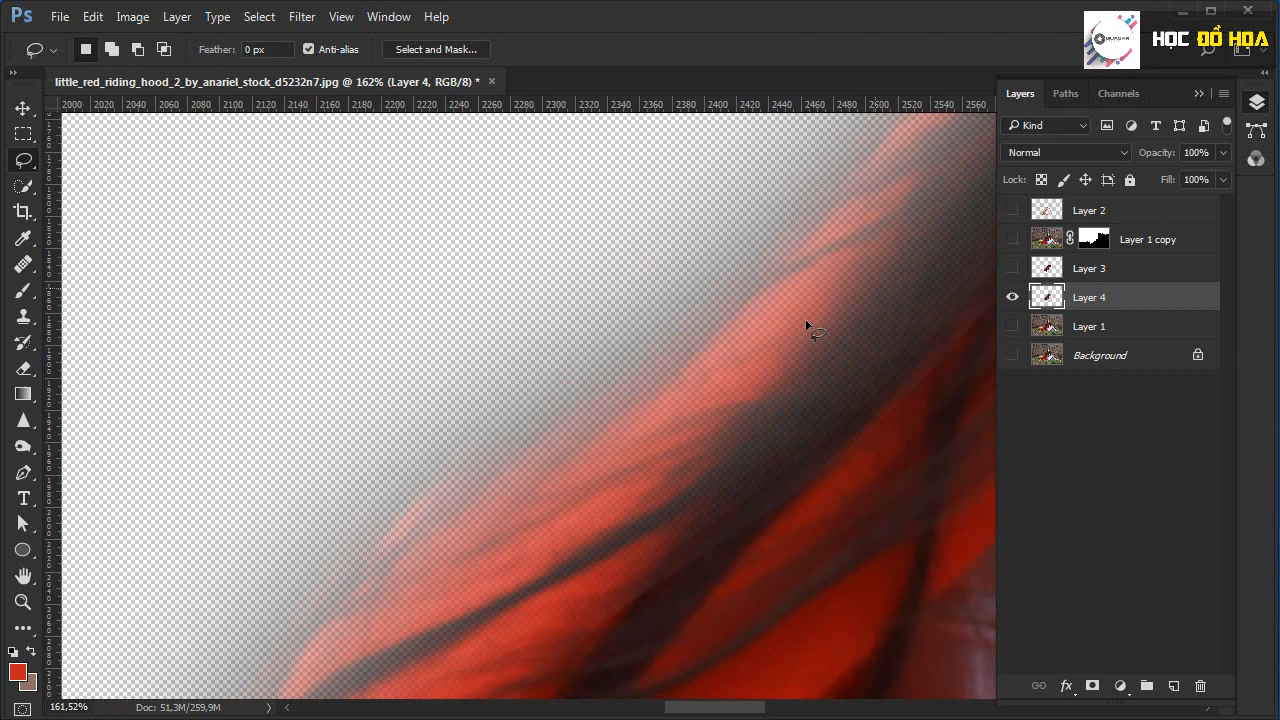 Ps File Edit Image Layer Type Select Filter View Window Help
HỌC ĐỒ HỌA
QUASAR
Feather: 0 px Anti-alias Select and Mask...
little_red_riding_hood_2_by_anariel_stock_d5232n7.jpg @ 162% (Layer 4, RGB/8) *
2000 2020 2040 2060 2080 2100 2120 2140 2160 2180 2200 2220 2240 2260 2280 2300 2320 2340 2360 2380 2400 2420 2440 2460 2480 2500 2520 2540 2560
Layers Paths Channels
Kind
Normal Opacity: 100%
Lock: Fill: 100%
Layer 2
Layer 1 copy
Layer 3
Layer 4
Layer 1
Background
fx
161,52% Doc: 51,3M/259,9M